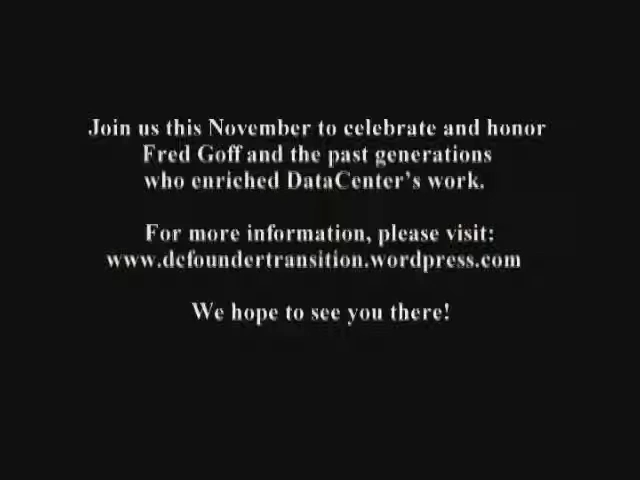 Join us this November to celebrate and honor
Fred Goff and the past generations
who enriched DataCenter's work.
For more information, please visit:
www.dcfoundertransition.wordpress.com
We hope to see you there!